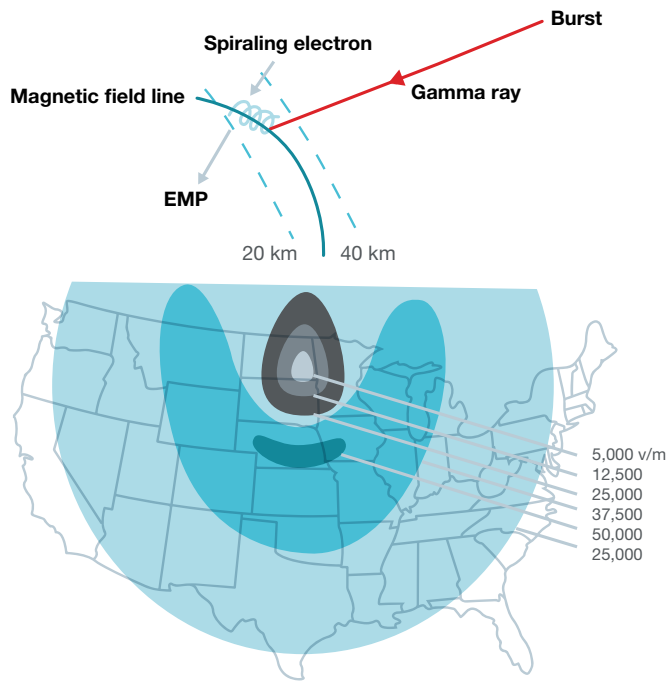 Burst
Spiraling electron
Gamma ray
Magnetic field line
EMP
20 km
40 km
5,000 v/m
12,500
25,000
37,500
50,000
25,000